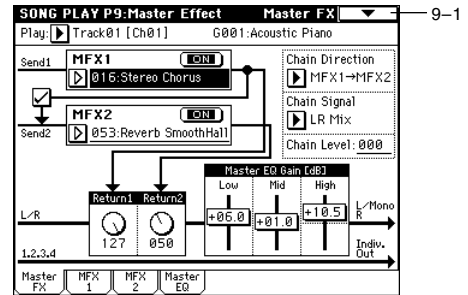 SONG PLAY P9:Master Effect Master FX 9–1
Play: Track01 [Ch01] G001:Acoustic Piano
Send1 MFX1 ON
016:Stereo Chorus
Chain Direction
MFX1→MFX2
Chain Signal
LR Mix
Chain Level: 000
MFX2 ON
Send2 053:Reverb SmoothHall
Master EQ Gain [dB]
Low Mid High
+06.0 +01.0 +10.5
Return1 Return2
127 050
L/R
L/Mono
R
1.2.3.4
Indiv.
Out
Master FX
MFX 1
MFX 2
Master EQ